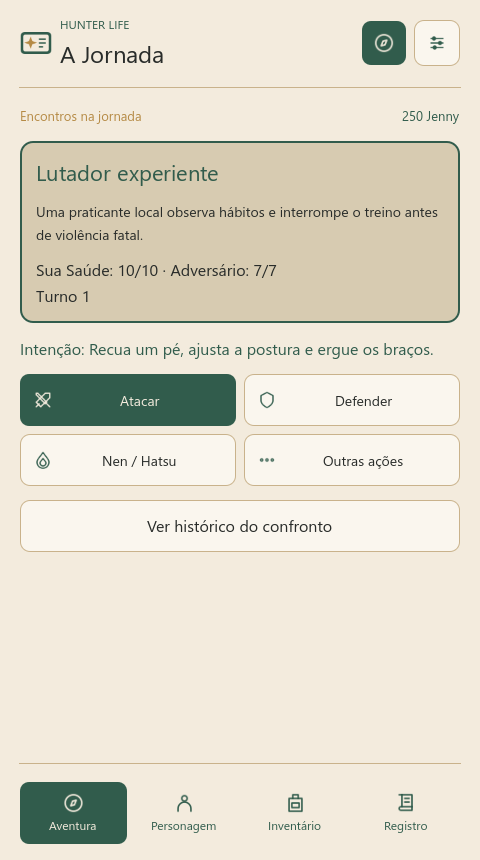 HUNTER LIFE
A Jornada
Encontros na jornada
250 Jenny
Lutador experiente
Uma praticante local observa hábitos e interrompe o treino antes
de violência fatal.
Sua Saúde: 10/10 · Adversário: 7/7
Turno 1
Intenção: Recua um pé, ajusta a postura e ergue os braços.
Atacar
Defender
Nen / Hatsu
Outras ações
Ver histórico do confronto
Aventura
Personagem
Inventário
Registro